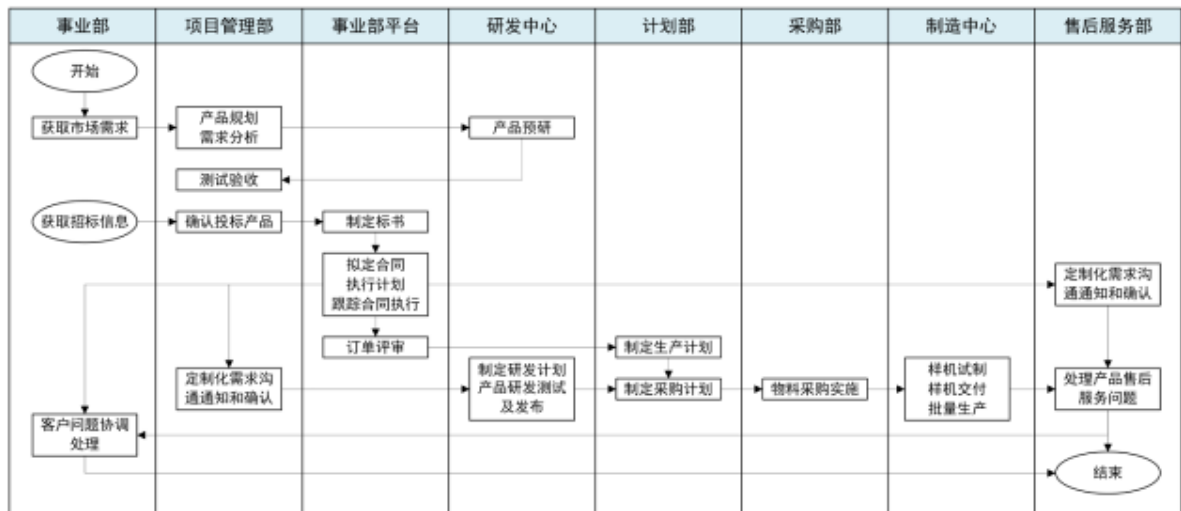 事业部
项目管理部
事业部平台
研发中心
计划部
采购部
制造中心
售后服务部
开始
获取市场需求
产品规划
需求分析
产品预研
测试验收
获取招标信息
确认投标产品
制定标书
拟定合同
执行计划
跟踪合同执行
定制化需求沟
通通知和确认
订单评审
制定生产计划
定制化需求沟
通通知和确认
制定研发计划
产品研发测试
及发布
制定采购计划
物料采购实施
样机试制
样机交付
批量生产
处理产品售后
服务问题
客户问题协调
处理
结束